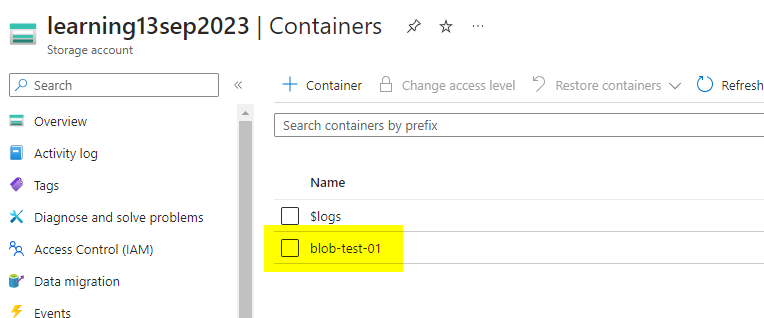 learning13sep2023 | Containers
Storage account
Search
Container Change access level Restore containers Refresh
Search containers by prefix
Overview
Activity log
Tags
Diagnose and solve problems
Access Control (IAM)
Data migration
Events
Name
$logs
blob-test-01